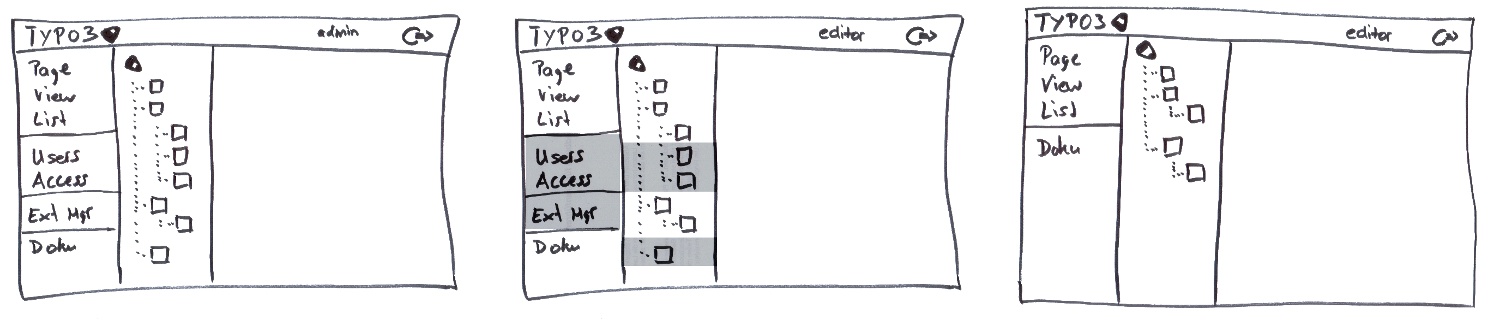 TYPO3 admin
Page
View
List
Users
Access
Ext Mgr
Doku
TYPO3 editor
Page
View
List
Users
Access
Ext Mgr
Doku
TYPO3 editor
Page
View
List
Doku